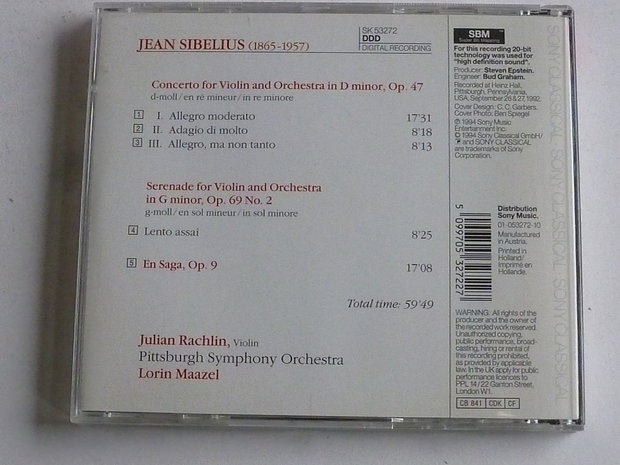 JEAN SIBELIUS (1865-1957)
SK 53272
DDD
DIGITAL RECORDING
Concerto for Violin and Orchestra in D minor, Op. 47
d-moll/en ré mineur/in re minore
1 I. Allegro moderato 17'31
2 II. Adagio di molto 8'18
3 III. Allegro, ma non tanto 8'13
Serenade for Violin and Orchestra
in G minor, Op. 69 No. 2
g-moll/en sol mineur/in sol minore
4 Lento assai 8'25
5 En Saga, Op. 9 17'08
Total time: 59'49
Julian Rachlin, Violin
Pittsburgh Symphony Orchestra
Lorin Maazel
SBM
Super Bit Mapping
For this recording 20-bit
technology was used for
"high definition sound".
Producer: Steven Epstein.
Engineer: Bud Graham.
Recorded at Heinz Hall,
Pittsburgh, Pennsylvania,
USA, September 26 & 27, 1992.
Cover Design: C. C. Garbers.
Cover Photo: Ben Spiegel
℗ 1994 Sony Music
Entertainment Inc.
© 1994 Sony Classical GmbH/
and SONY CLASSICAL
are trademarks of Sony
Corporation.
Distribution
Sony Music.
01-053272-10
Manufactured
in Austria.
Printed in
Holland/
Imprimé en
Hollande.
5 099705 327227
WARNING: All rights of the
producer and the owner of
the recorded work reserved.
Unauthorized copying,
public performance, broad-
casting, hiring or rental of
this recording prohibited,
as provided by applicable
law. In the UK apply for public
performance licences to
PPL 14/22 Ganton Street,
London W1.
CB 841 CDK CF
SONY CLASSICAL SONY CLASSICAL SONY CLASSICAL